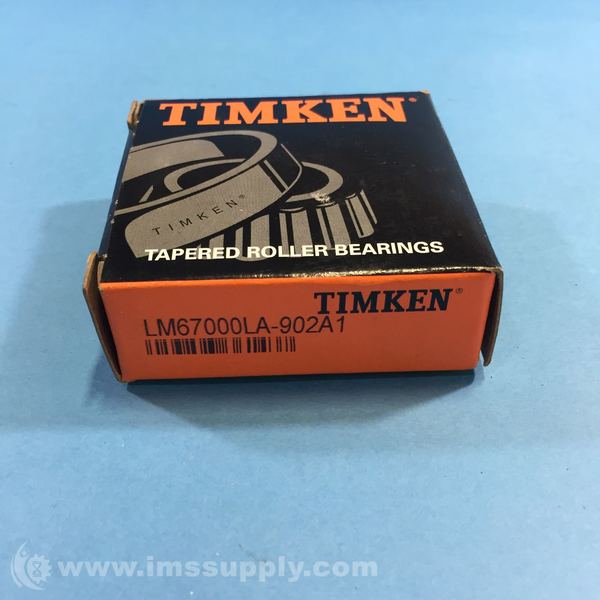 TIMKEN®
TIMKEN®
TAPERED ROLLER BEARINGS
TIMKEN®
LM67000LA-902A1
www.imssupply.com